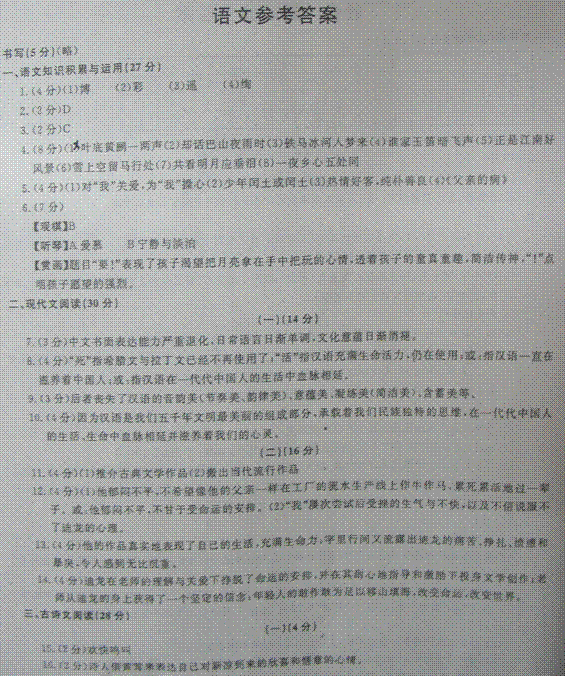 语文参考答案
书写(5分)(略)
一、语文知识积累与运用(27分)
1.(4分)(1)博 (2)彩 (3)遥 (4)绚
2.(2分)D
3.(2分)C
4.(8分)(1)叶底黄鹂一两声(2)却话巴山夜雨时(3)铁马冰河入梦来(4)谁家玉笛暗飞声(5)正是江南好
风景(6)雪上空留马行处(7)共看明月应垂泪(8)一夜乡心五处同
5.(4分)(1)对“我”关爱,为“我”操心(2)少年闰土或闰土(3)热情好客,纯朴善良(4)《父亲的病》
6.(7分)
【观棋】B
【听琴】A爱慕 B宁静与淡泊
【赏画】题目“要!”表现了孩子渴望把月亮拿在手中把玩的心情,透着孩子的童真童趣,简洁传神,“!”点
明孩子愿望的强烈。
二、现代文阅读(30分)
(一)(14分)
7.(3分)中文书面表达能力严重退化,日常语言日渐单调,文化意蕴日渐消褪。
8.(4分)“死”指希腊文与拉丁文已经不再使用了;“活”指汉语充满生命活力,仍在使用;或:指汉语一直在
滋养着中国人;或:指汉语在一代代中国人的生活中血脉相延。
9.(3分)后者丧失了汉语的音韵美(节奏美、韵律美)、意蕴美、凝练美(简洁美)、含蓄美等。
10.(4分)因为汉语是我们五千年文明最美丽的组成部分,承载着我们民族独特的思维,在一代代中国人
的生活、生命中血脉相延并滋养着我们的心灵。
(二)(16分)
11.(4分)(1)推介古典文学作品(2)搬出当代流行作品
12.(4分)(1)他郁闷不平,不希望像他的父亲一样在工厂的流水生产线上作牛作马,累死累活地过一辈
子。或:他郁闷不平,不甘于受命运的安排。(2)“我”屡次尝试后受挫的生气与不快,以及不信说服不
了迪龙的心理。
13.(4分)他的作品真实地表现了自己的生活,充满生命力,字里行间又流露出迪龙的痛苦、挣扎、愤懑和
,令人感到无比沉重。
14.(4分)迪龙在老师的理解与关爱下挣脱了命运的安排,并在其耐心地指导和激励下投身文学创作;老
师从迪龙的身上获得了一个坚定的信念:年轻人的敢作敢为足以移山填海,改变命运,改变世界。
三、古诗文阅读(28分)
(一)(4分)
15.(2分)欢快鸣叫
16.(2分)诗人借黄莺来表达自己对新凉到来的欣喜和惬意的心情。